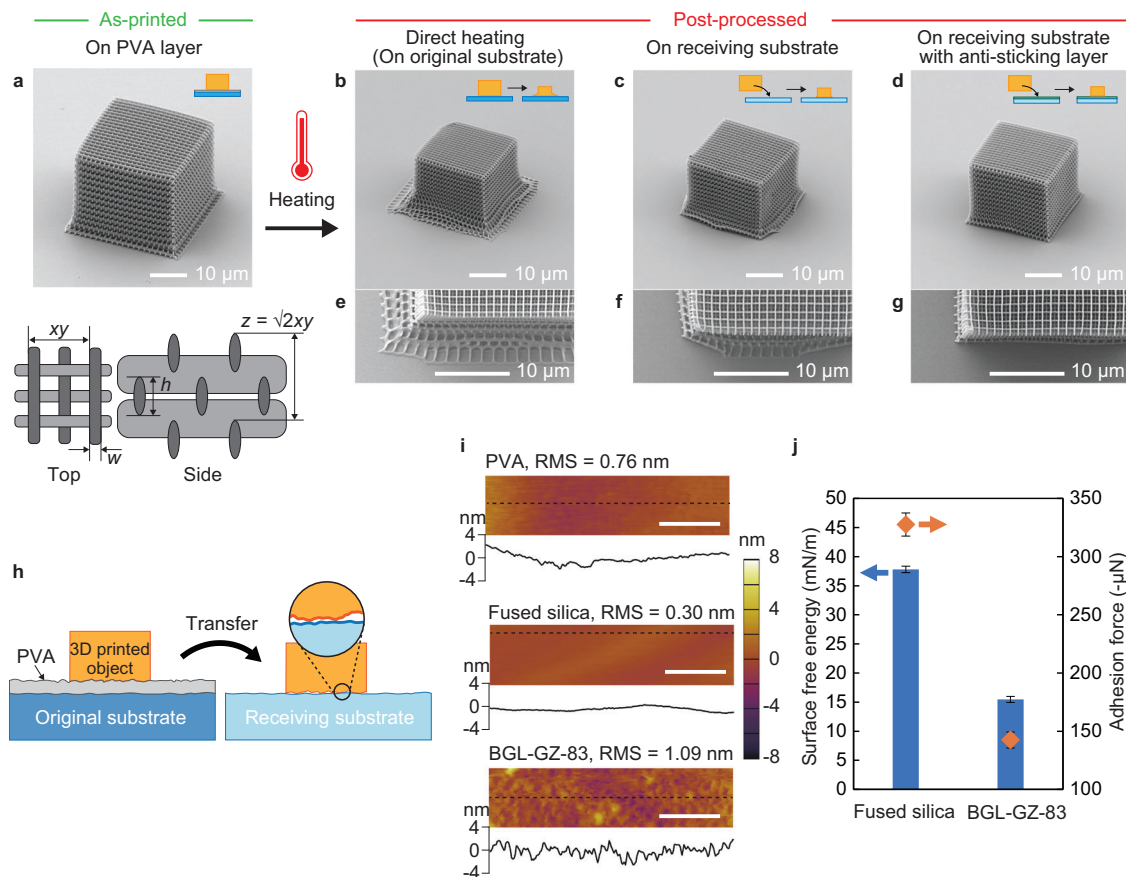 As-printed
Post-processed
On PVA layer
Direct heating
(On original substrate)
On receiving substrate
On receiving substrate
with anti-sticking layer
a
b
c
d
Heating
10 µm
10 µm
10 µm
10 µm
e
f
g
10 µm
10 µm
10 µm
xy
z = √2xy
h
w
Top
Side
h
PVA
3D printed
object
Transfer
Original substrate
Receiving substrate
i
PVA, RMS = 0.76 nm
nm
4
0
-4
Fused silica, RMS = 0.30 nm
4
0
-4
BGL-GZ-83, RMS = 1.09 nm
nm
4
0
-4
nm
8
4
0
-4
-8
j
Surface free energy (mN/m)
50
45
40
35
30
25
20
15
10
5
0
350
300
250
200
150
100
Adhesion force (-µN)
Fused silica
BGL-GZ-83